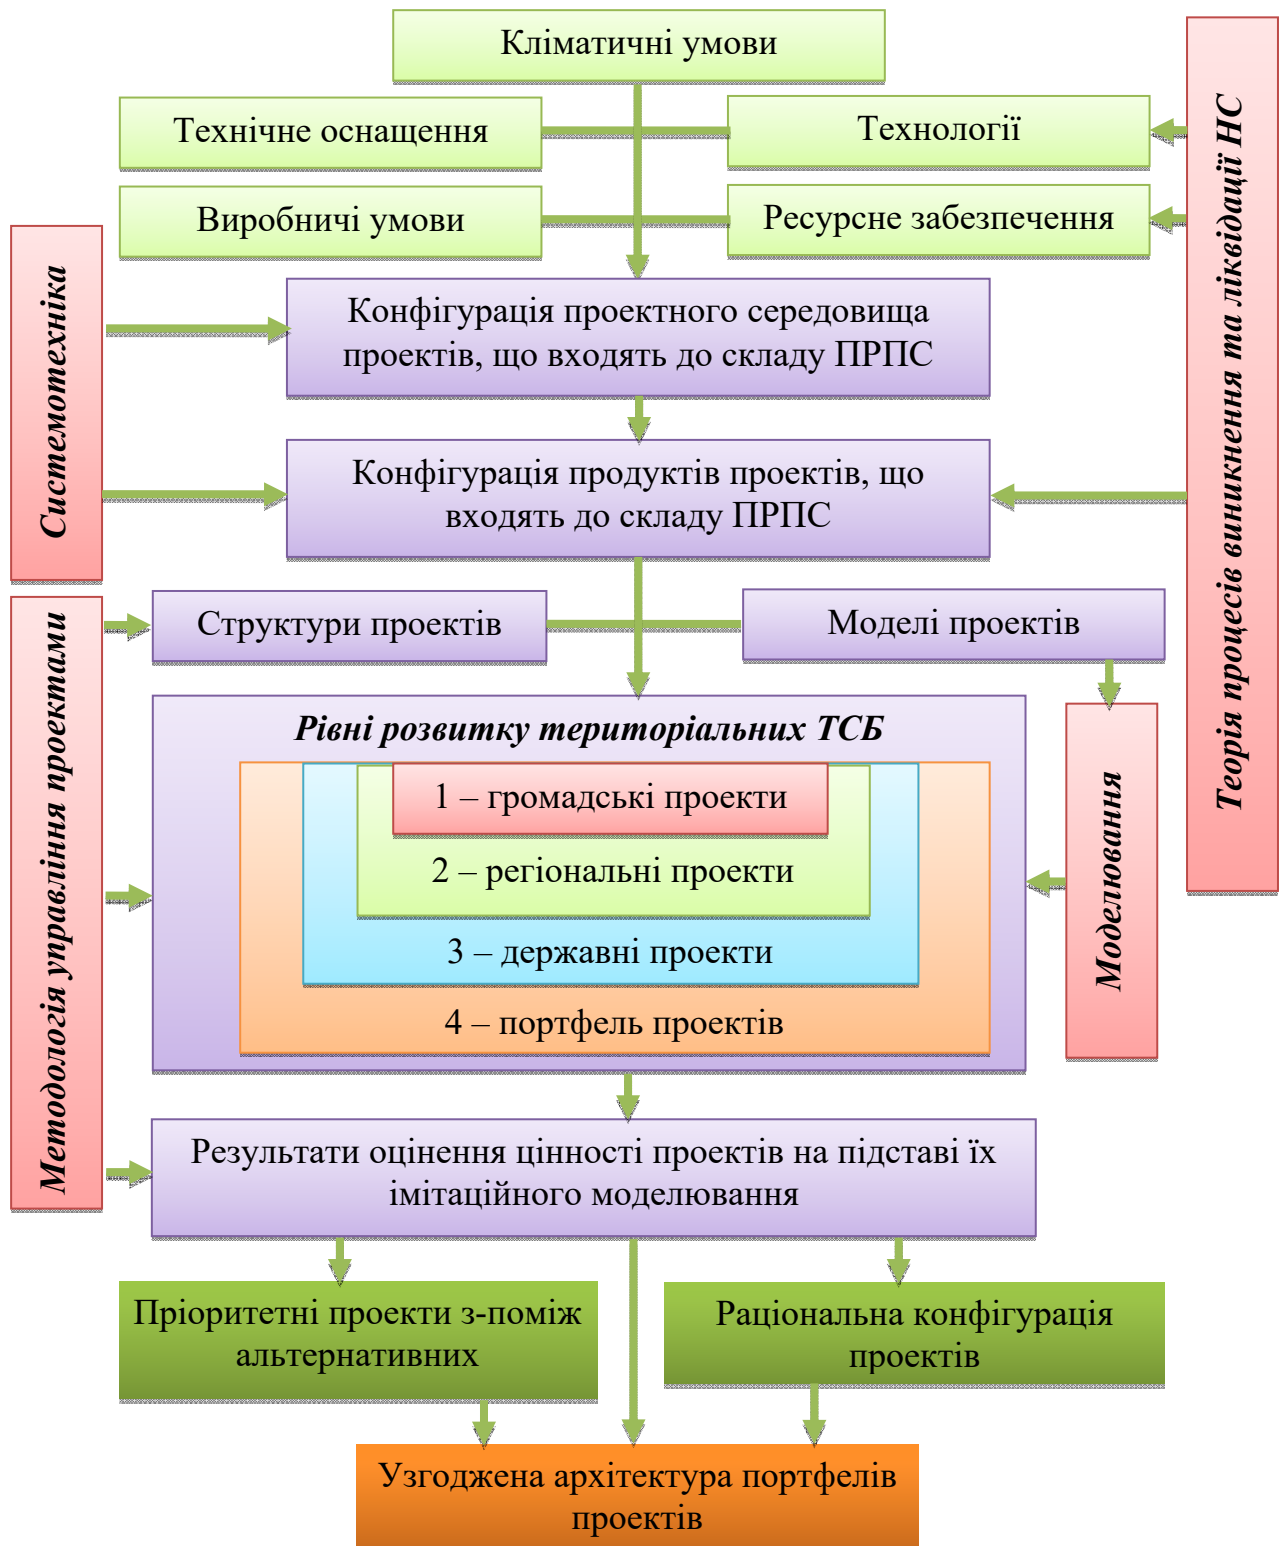 Кліматичні умови
Технічне оснащення
Технології
Виробничі умови
Ресурсне забезпечення
Теорія процесів виникнення та ліквідації НС
Системотехніка
Конфігурація проектного середовища
проектів, що входять до складу ПРПС
Конфігурація продуктів проектів, що
входять до складу ПРПС
Методологія управління проектами
Структури проектів
Моделі проектів
Рівні розвитку територіальних ТСБ
1 – громадські проекти
2 – регіональні проекти
3 – державні проекти
4 – портфель проектів
Моделювання
Результати оцінення цінності проектів на підставі їх
імітаційного моделювання
Пріоритетні проекти з-поміж
альтернативних
Раціональна конфігурація
проектів
Узгоджена архітектура портфелів
проектів